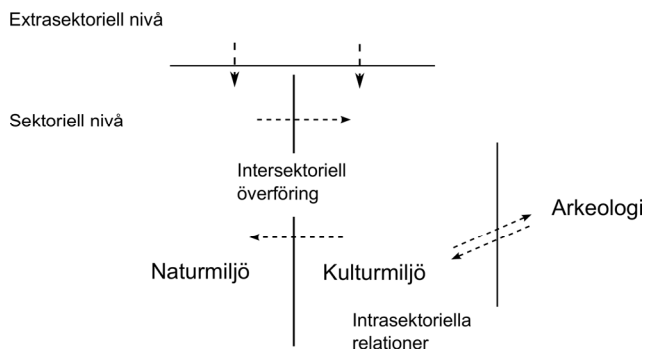 Extrasektoriell nivå
Sektoriell nivå
Intersektoriell
överföring
Arkeologi
Naturmiljö
Kulturmiljö
Intrasektoriella
relationer